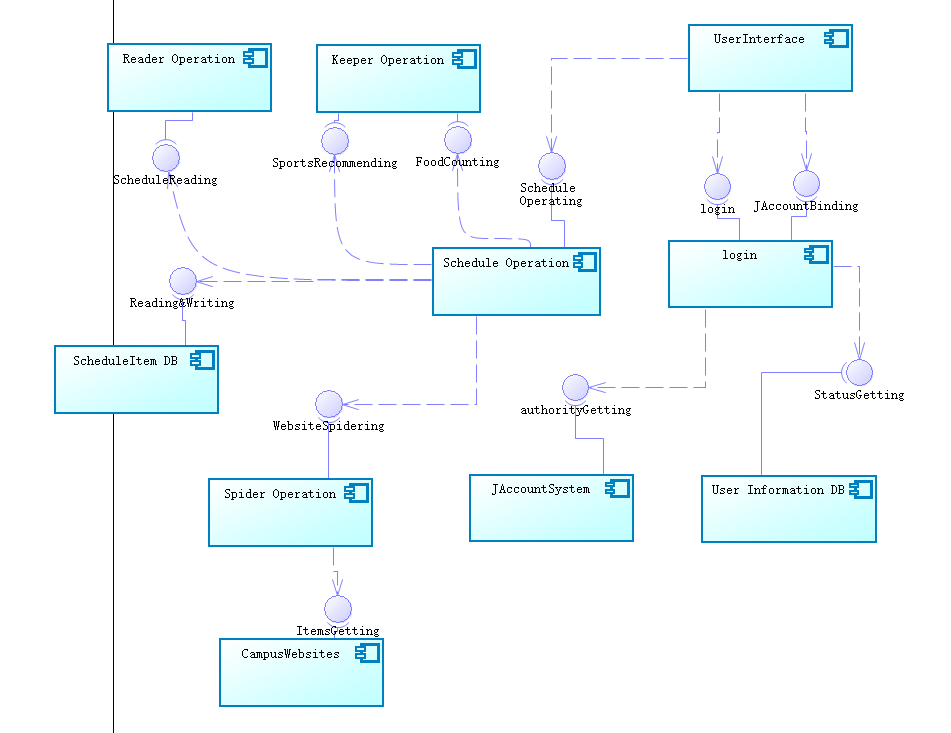 UserInterface
Reader Operation
Keeper Operation
SportsRecommending
FoodCounting
ScheduleReading
Schedule
Operating
login
JAccountBinding
Schedule Operation
login
Reading&Writing
ScheduleItem DB
StatusGetting
authorityGetting
WebsiteSpidering
Spider Operation
JAccountSystem
User Information DB
ItemsGetting
CampusWebsites